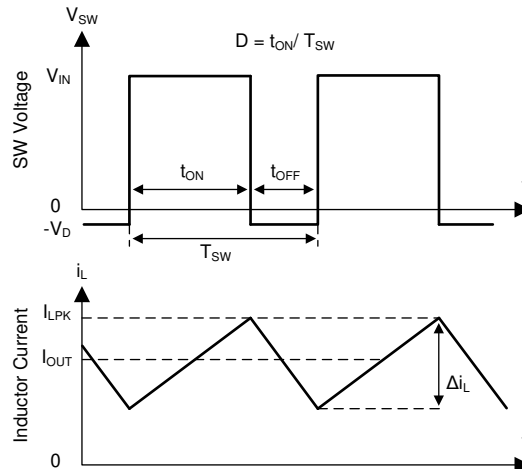 V_SW
D = t_ON/ T_SW
V_IN
SW Voltage
t_ON
t_OFF
0
-V_D
T_SW
i_L
I_LPK
I_OUT
Inductor Current
Δi_L
0